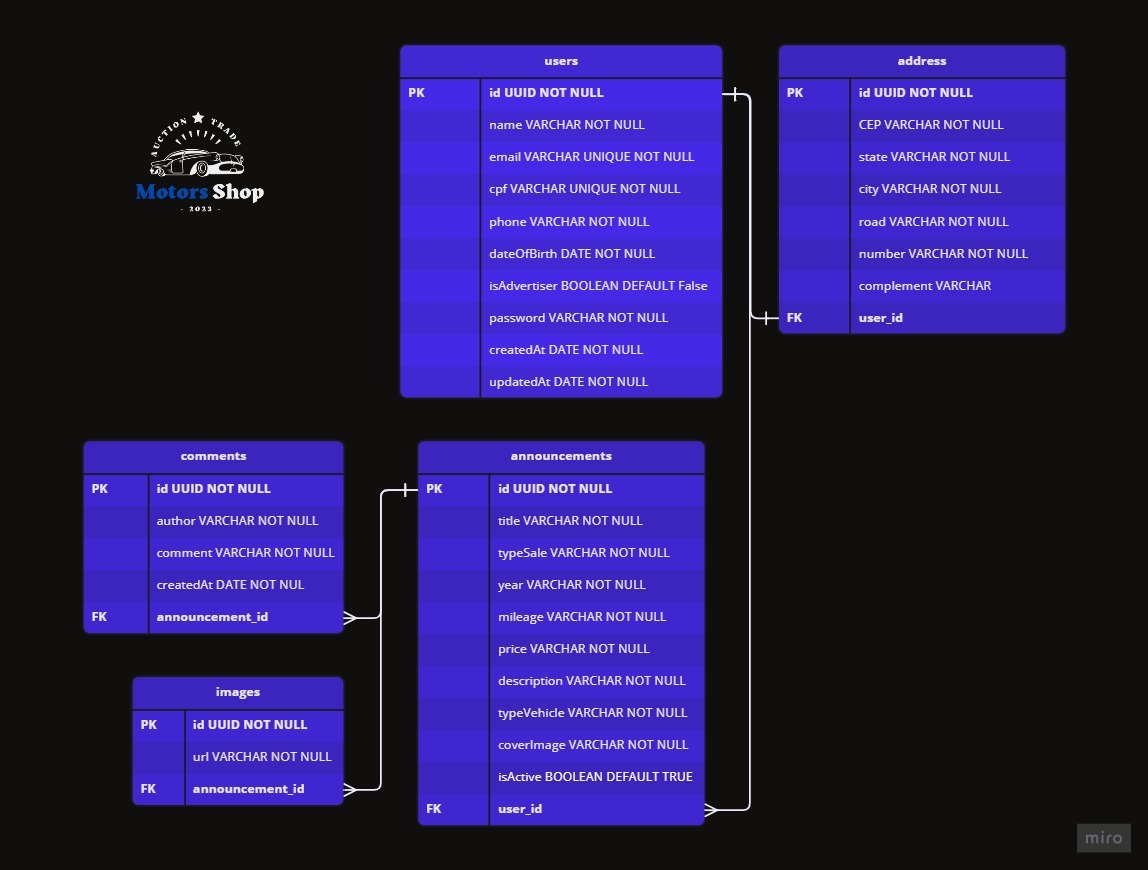 AUCTION TRADE
Motors Shop
- 2023 -
users
PK id UUID NOT NULL
name VARCHAR NOT NULL
email VARCHAR UNIQUE NOT NULL
cpf VARCHAR UNIQUE NOT NULL
phone VARCHAR NOT NULL
dateOfBirth DATE NOT NULL
isAdvertiser BOOLEAN DEFAULT False
password VARCHAR NOT NULL
createdAt DATE NOT NULL
updatedAt DATE NOT NULL
address
PK id UUID NOT NULL
CEP VARCHAR NOT NULL
state VARCHAR NOT NULL
city VARCHAR NOT NULL
road VARCHAR NOT NULL
number VARCHAR NOT NULL
complement VARCHAR
FK user_id
comments
PK id UUID NOT NULL
author VARCHAR NOT NULL
comment VARCHAR NOT NULL
createdAt DATE NOT NUL
FK announcement_id
announcements
PK id UUID NOT NULL
title VARCHAR NOT NULL
typeSale VARCHAR NOT NULL
year VARCHAR NOT NULL
mileage VARCHAR NOT NULL
price VARCHAR NOT NULL
description VARCHAR NOT NULL
typeVehicle VARCHAR NOT NULL
coverImage VARCHAR NOT NULL
isActive BOOLEAN DEFAULT TRUE
FK user_id
images
PK id UUID NOT NULL
url VARCHAR NOT NULL
FK announcement_id
miro